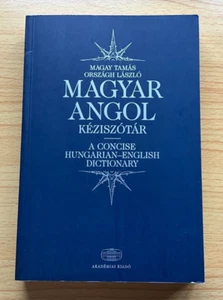 MAGAY TAMÁS
ORSZÁGH LÁSZLÓ
MAGYAR
ANGOL
KÉZISZÓTÁR
A CONCISE
HUNGARIAN–ENGLISH
DICTIONARY
AKADÉMIAI KIADÓ